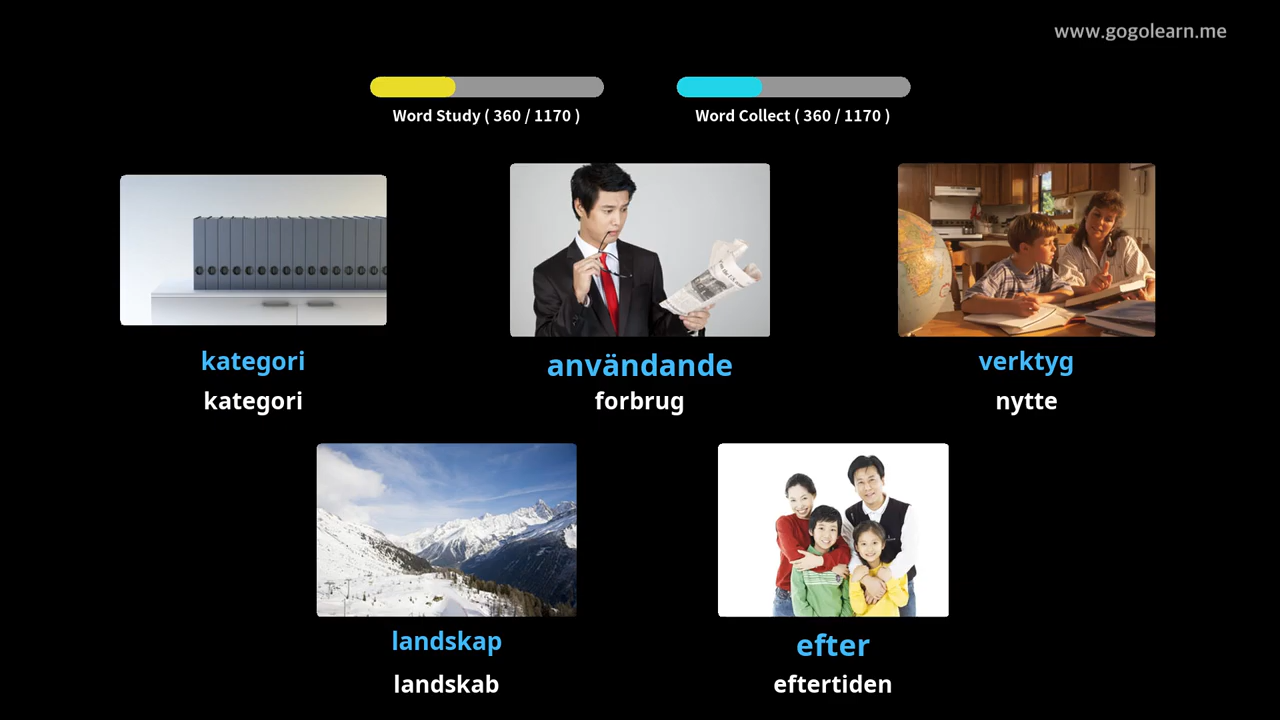 www.gogolearn.me
Word Study ( 360 / 1170 )
Word Collect ( 360 / 1170 )
kategori
kategori
användande
forbrug
verktyg
nytte
landskap
landskab
efter
eftertiden